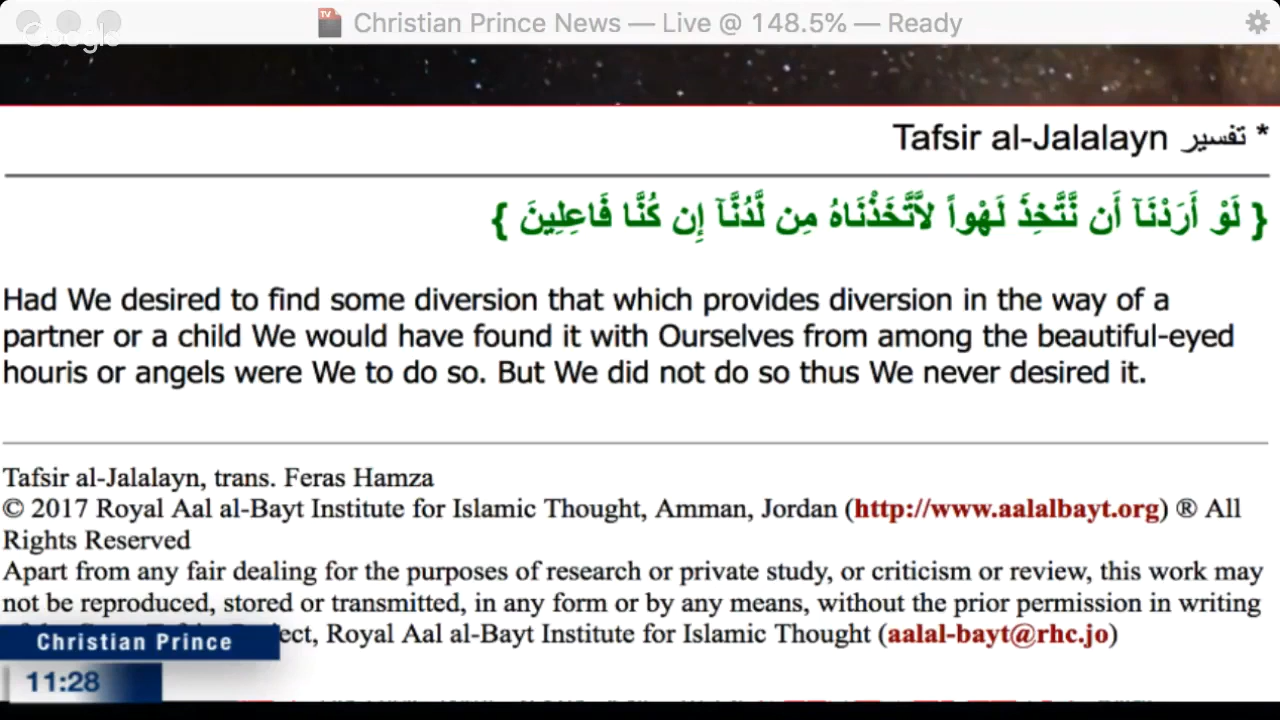 Christian Prince News — Live @ 148.5% — Ready
Google
* تفسير Tafsir al-Jalalayn
{ لَوْ أَرَدْنَآ أَن نَّتَّخِذَ لَهْواً لاَّتَّخَذْنَاهُ مِن لَّدُنَّآ إِن كُنَّا فَاعِلِينَ }
Had We desired to find some diversion that which provides diversion in the way of a
partner or a child We would have found it with Ourselves from among the beautiful-eyed
houris or angels were We to do so. But We did not do so thus We never desired it.
Tafsir al-Jalalayn, trans. Feras Hamza
© 2017 Royal Aal al-Bayt Institute for Islamic Thought, Amman, Jordan (http://www.aalalbayt.org) ® All
Rights Reserved
Apart from any fair dealing for the purposes of research or private study, or criticism or review, this work may
not be reproduced, stored or transmitted, in any form or by any means, without the prior permission in writing
ect, Royal Aal al-Bayt Institute for Islamic Thought (aalal-bayt@rhc.jo)
Christian Prince
11:28